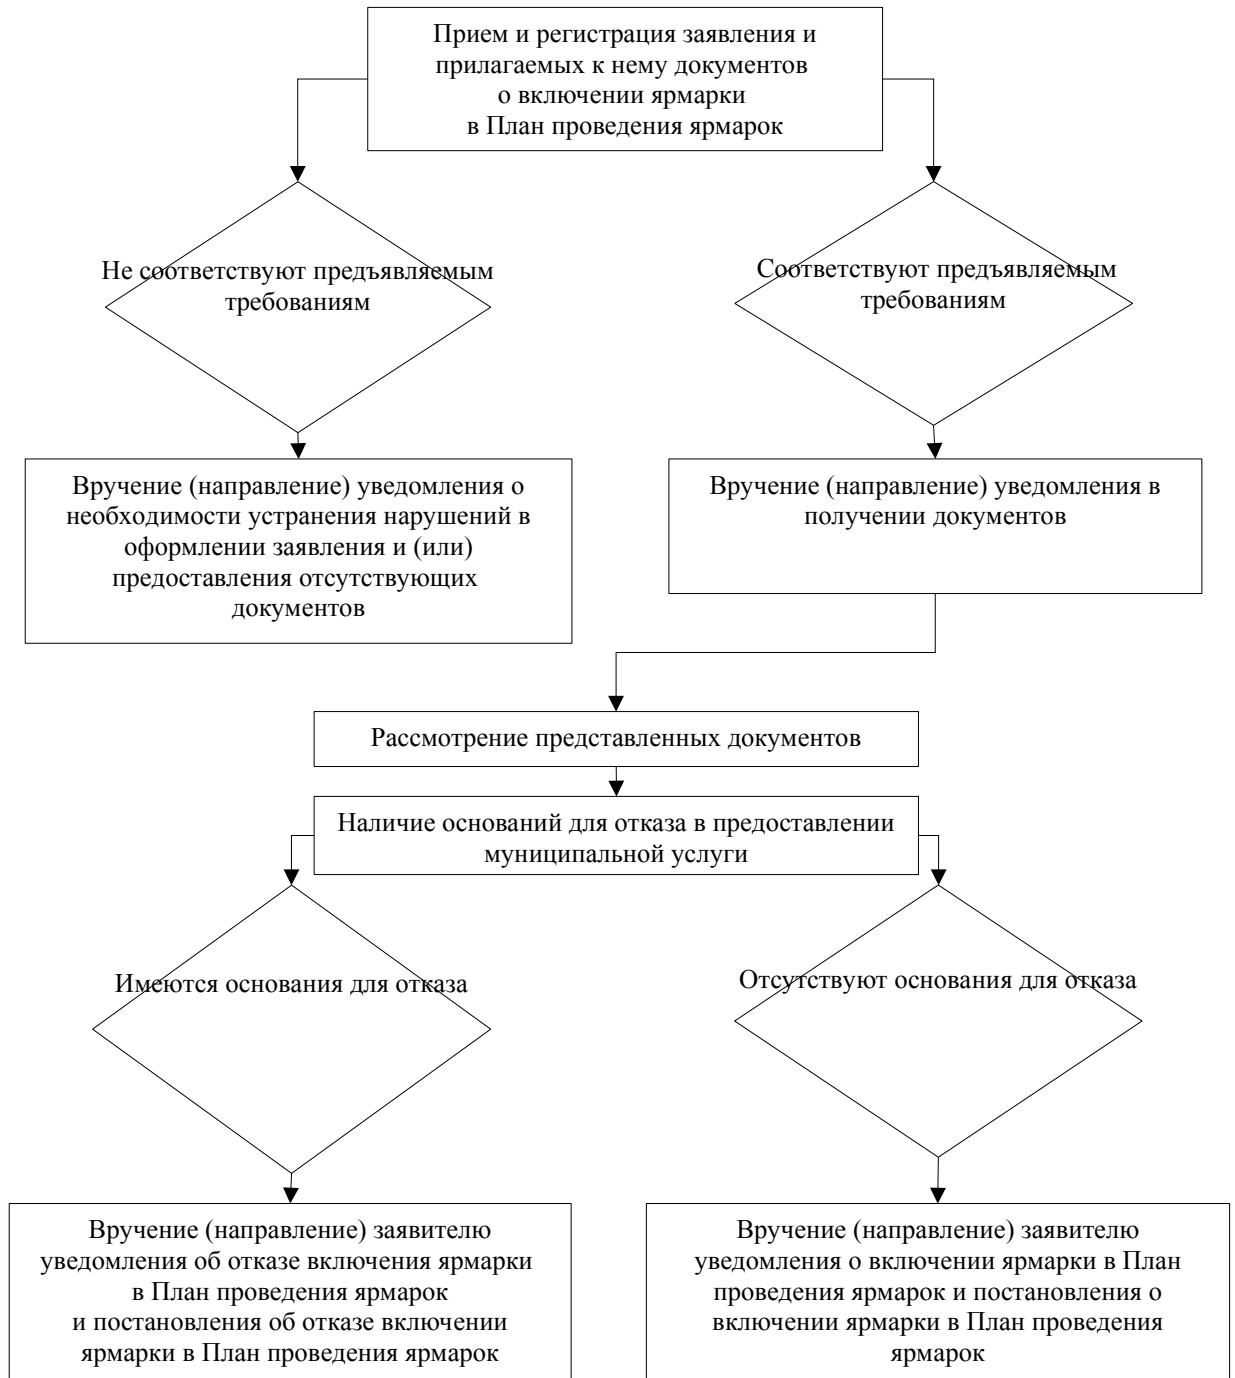 Прием и регистрация заявления и
прилагаемых к нему документов
о включении ярмарки
в План проведения ярмарок
Не соответствуют предъявляемым
требованиям
Соответствуют предъявляемым
требованиям
Вручение (направление) уведомления о
необходимости устранения нарушений в
оформлении заявления и (или)
предоставления отсутствующих
документов
Вручение (направление) уведомления в
получении документов
Рассмотрение представленных документов
Наличие оснований для отказа в предоставлении
муниципальной услуги
Имеются основания для отказа
Отсутствуют основания для отказа
Вручение (направление) заявителю
уведомления об отказе включения ярмарки
в План проведения ярмарок
и постановления об отказе включении
ярмарки в План проведения ярмарок
Вручение (направление) заявителю
уведомления о включении ярмарки в План
проведения ярмарок и постановления о
включении ярмарки в План проведения
ярмарок